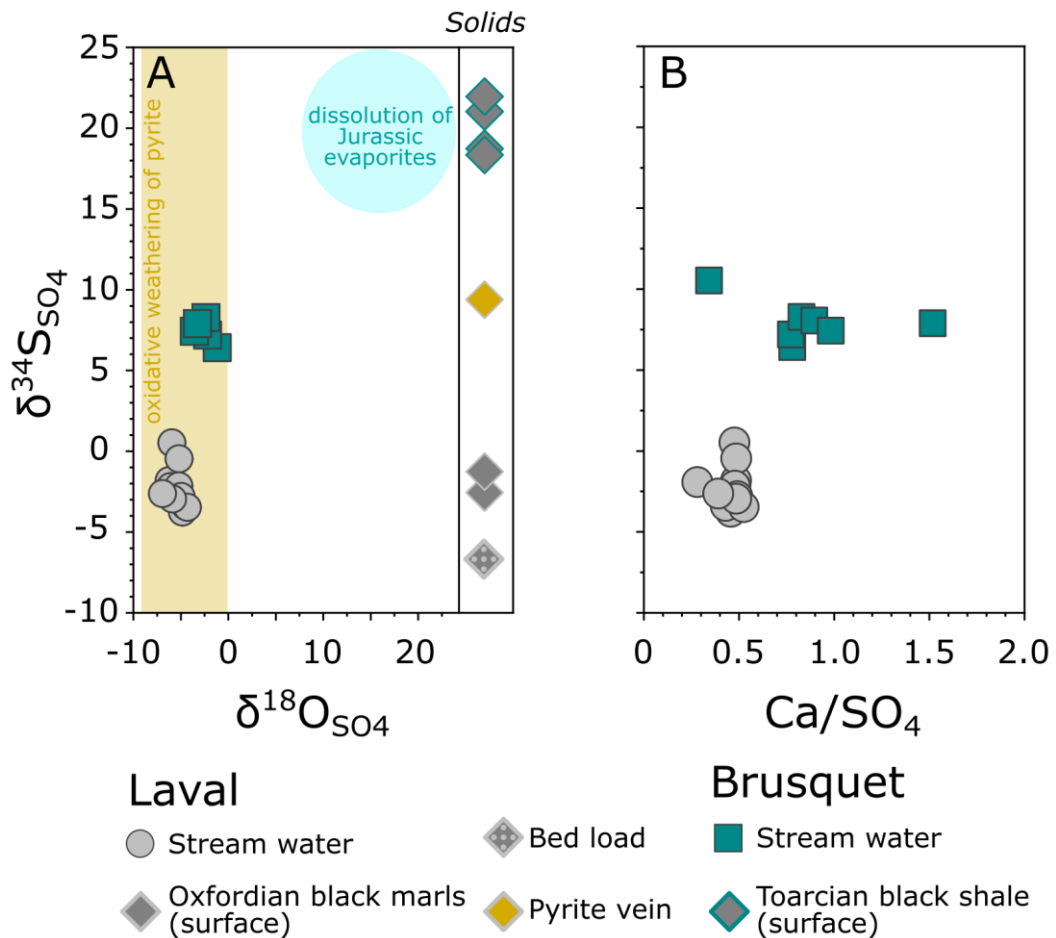 Solids
A
25
20
15
10
5
0
-5
-10
δ³⁴S_SO₄
oxidative weathering of pyrite
dissolution of
Jurassic
evaporites
-10
0
10
20
δ¹⁸O_SO4
B
0
0.5
1.0
1.5
2.0
Ca/SO₄
Laval
Stream water
Oxfordian black marls
(surface)
Bed load
Pyrite vein
Brusquet
Stream water
Toarcian black shale
(surface)